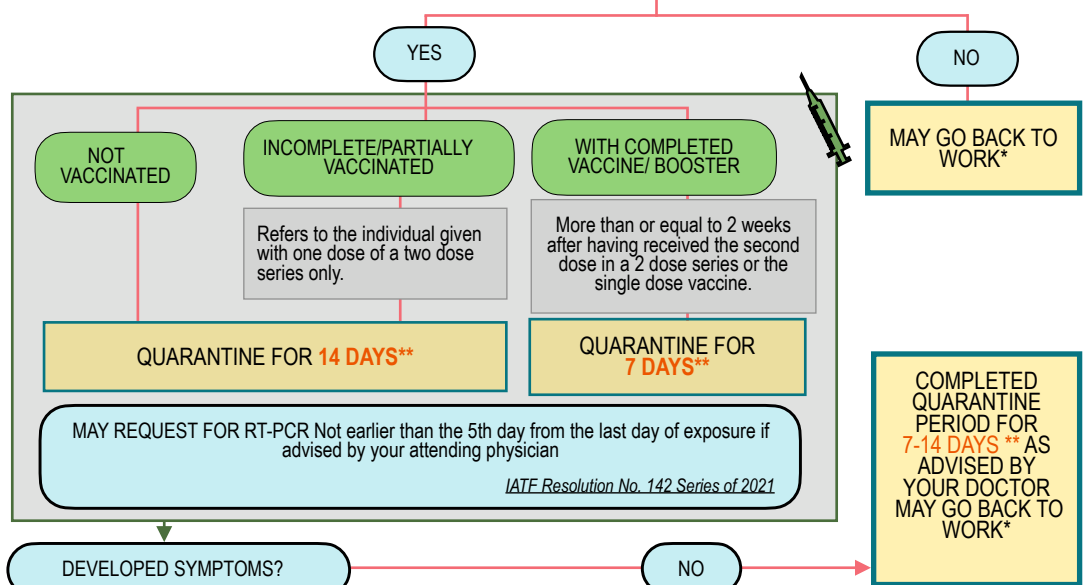 YES
NO
NOT
VACCINATED
INCOMPLETE/PARTIALLY
VACCINATED
WITH COMPLETED
VACCINE/ BOOSTER
MAY GO BACK TO
WORK*
Refers to the individual given
with one dose of a two dose
series only.
More than or equal to 2 weeks
after having received the second
dose in a 2 dose series or the
single dose vaccine.
QUARANTINE FOR 14 DAYS**
QUARANTINE FOR
7 DAYS**
MAY REQUEST FOR RT-PCR Not earlier than the 5th day from the last day of exposure if
advised by your attending physician
IATF Resolution No. 142 Series of 2021
COMPLETED
QUARANTINE
PERIOD FOR
7-14 DAYS ** AS
ADVISED BY
YOUR DOCTOR
MAY GO BACK TO
WORK*
DEVELOPED SYMPTOMS?
NO